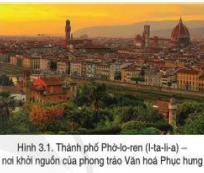 Hình 3.1. Thành phố Phờ-lo-ren (I-ta-li-a) –
nơi khởi nguồn của phong trào Văn hoá Phục hưng